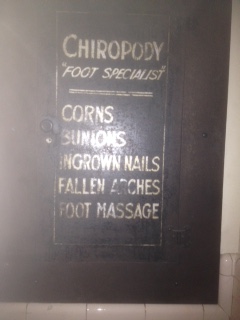 CHIROPODY
"FOOT SPECIALIST"
CORNS
BUNIONS
INGROWN NAILS
FALLEN ARCHES
FOOT MASSAGE